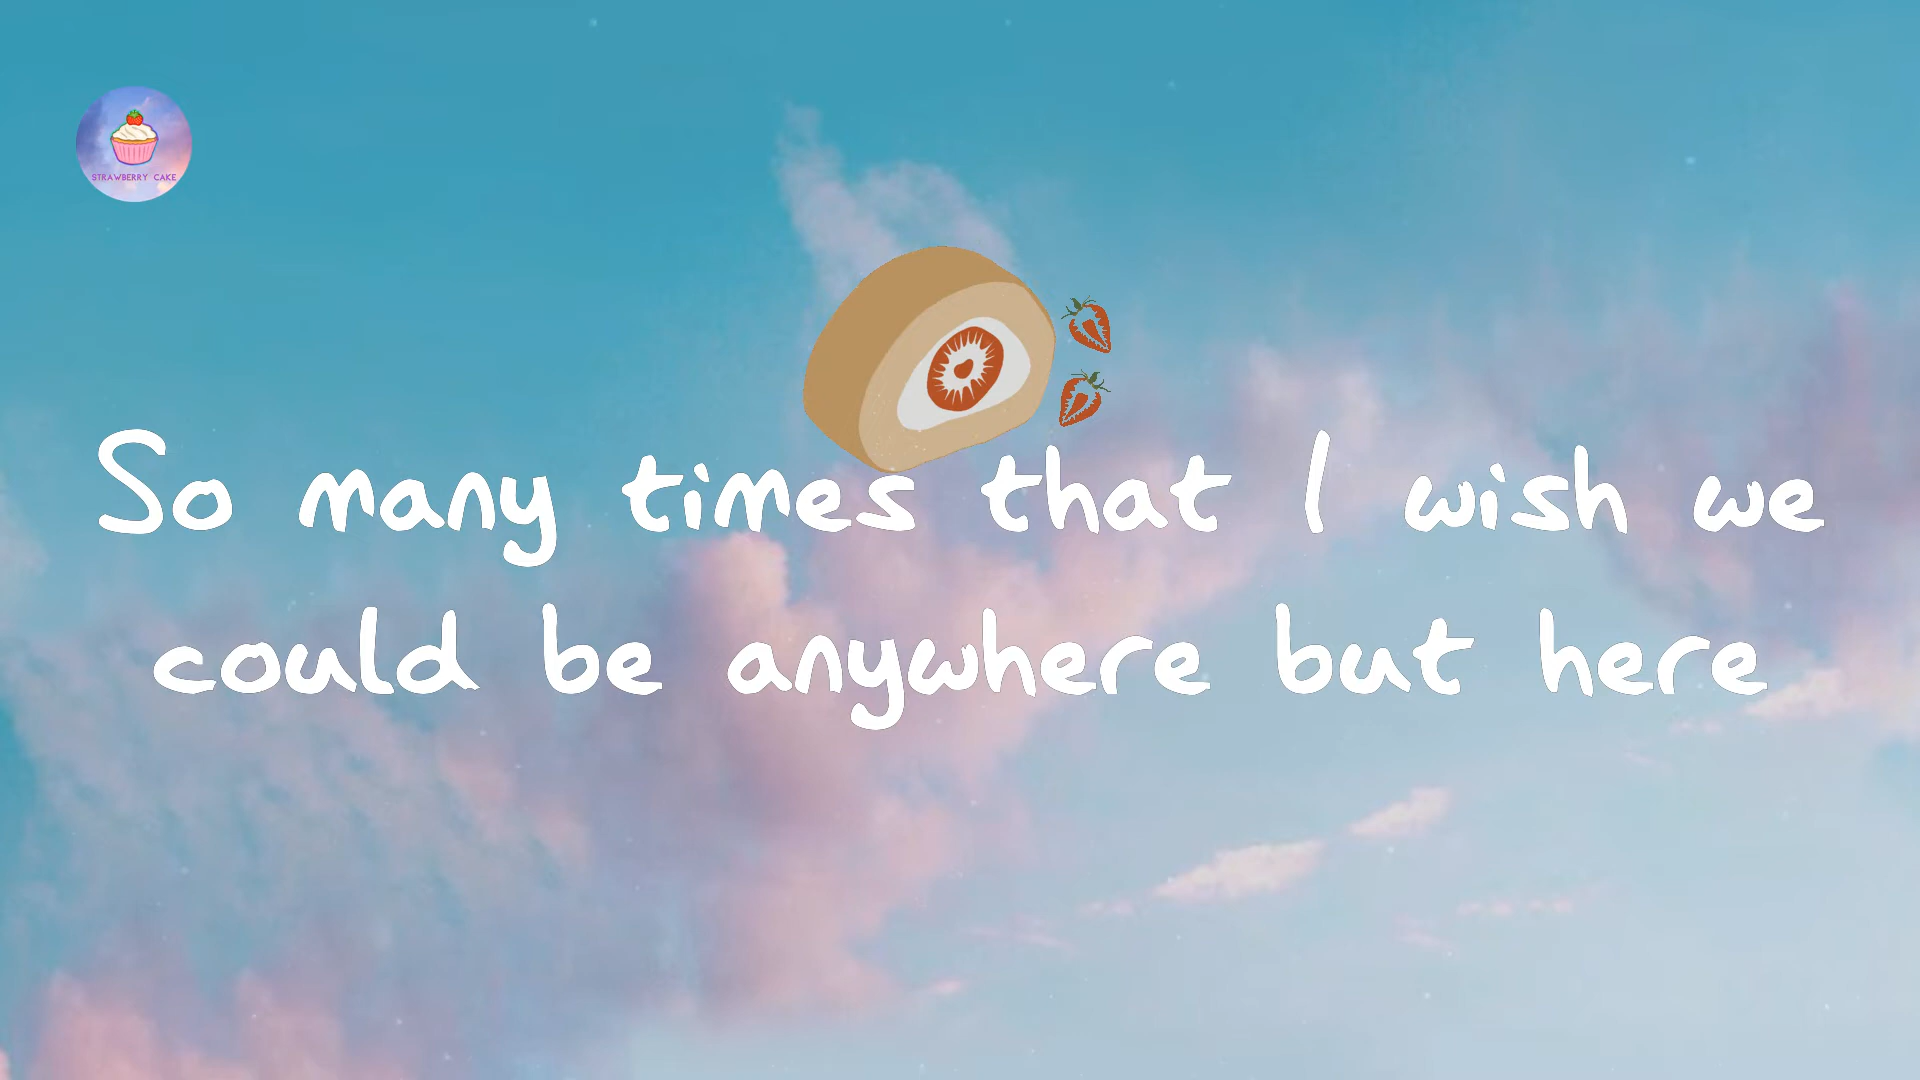 STRAWBERRY CAKE
So many times that I wish we
could be anywhere but here